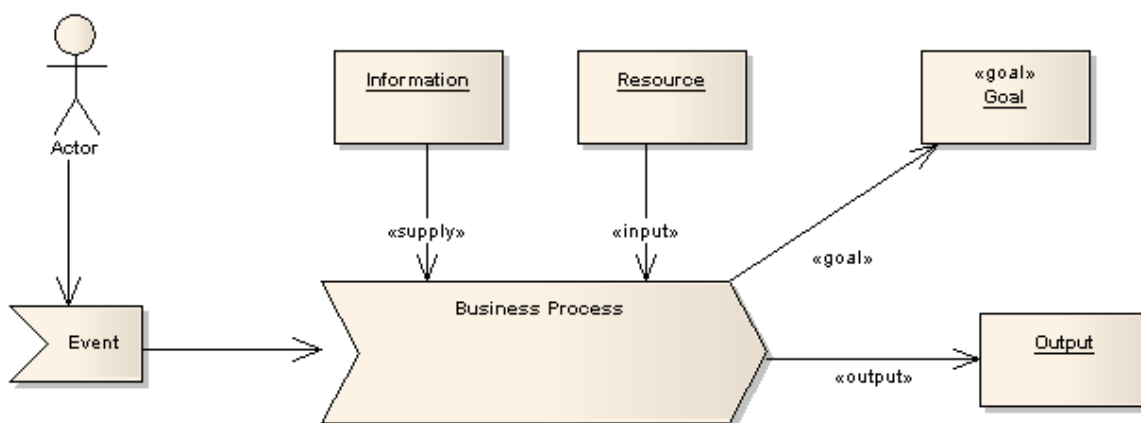 Information
Resource
«goal»
Goal
Actor
«supply»
«input»
«goal»
Business Process
Event
Output
«output»